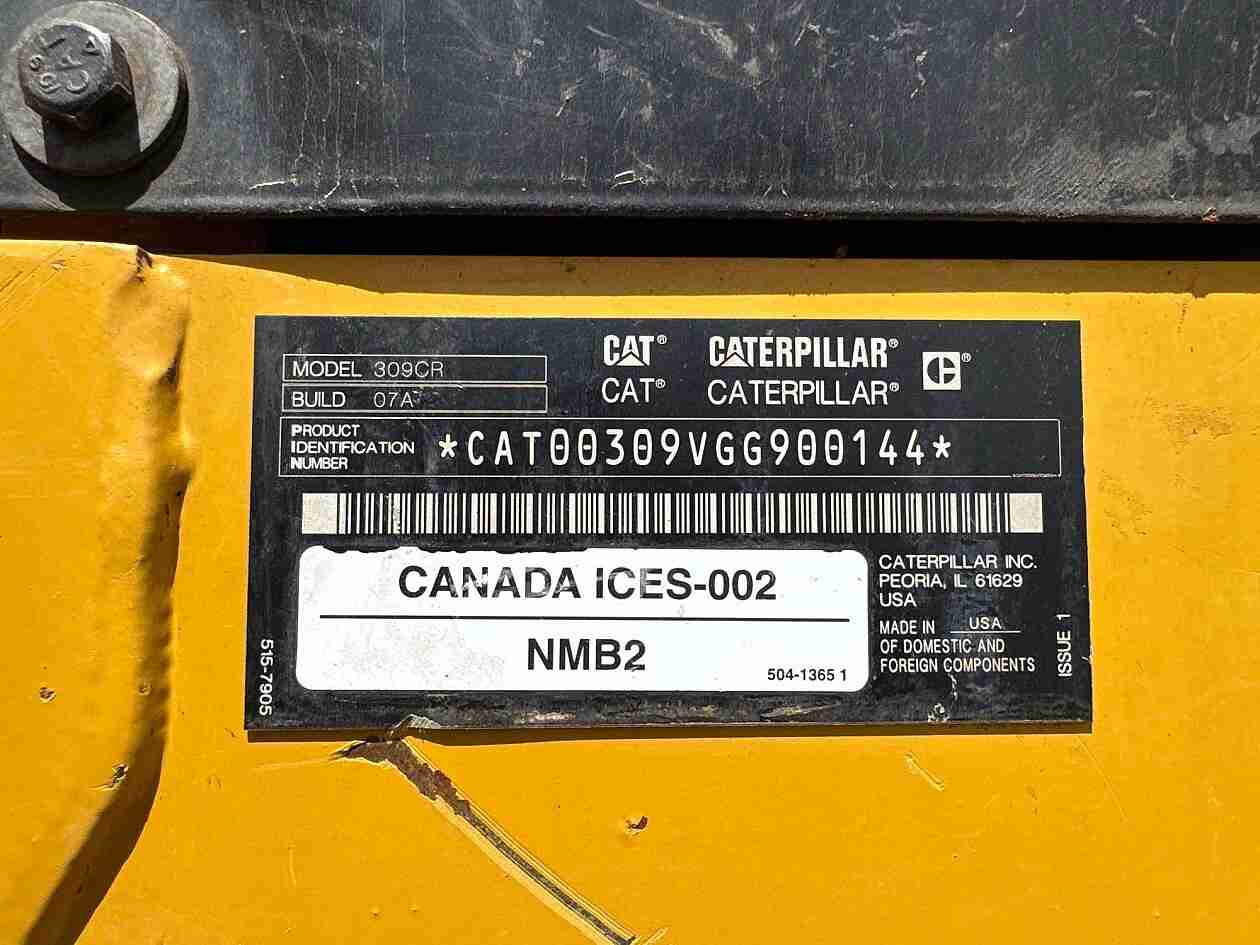 CAT
MODEL 309CR
BUILD 07A
CAT® CATERPILLAR® ®
CAT® CATERPILLAR®
PRODUCT
IDENTIFICATION
NUMBER
*CAT00309VGG900144*
CANADA ICES-002
NMB2
504-1365 1
CATERPILLAR INC.
PEORIA, IL 61629
USA
MADE IN USA
OF DOMESTIC AND
FOREIGN COMPONENTS
ISSUE 1
515-7905